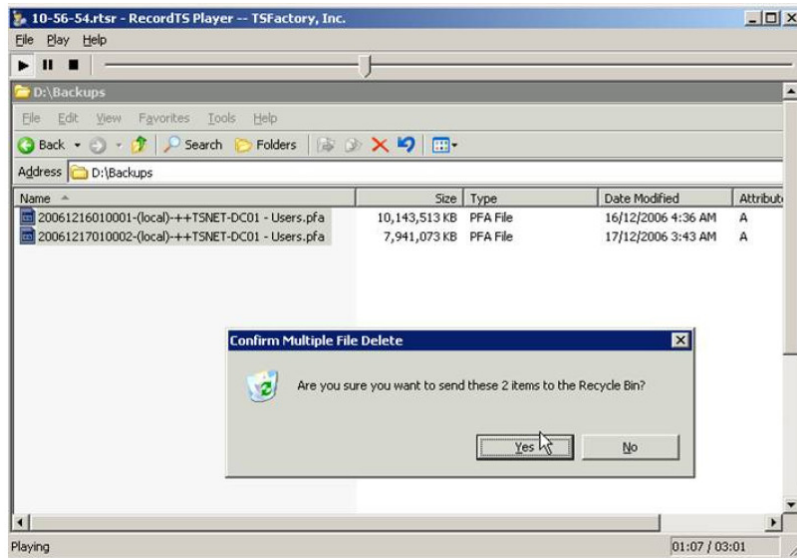 10-56-54.rtsr - RecordTS Player -- TSFactory, Inc.
File Play Help
D:\Backups
File Edit View Favorites Tools Help
Back Search Folders
Address D:\Backups
Name Size Type Date Modified Attribut
20061216010001-(local)-++TSNET-DC01 - Users.pfa 10,143,513 KB PFA File 16/12/2006 4:36 AM A
20061217010002-(local)-++TSNET-DC01 - Users.pfa 7,941,073 KB PFA File 17/12/2006 3:43 AM A
Confirm Multiple File Delete
Are you sure you want to send these 2 items to the Recycle Bin?
Yes No
Playing 01:07 / 03:01